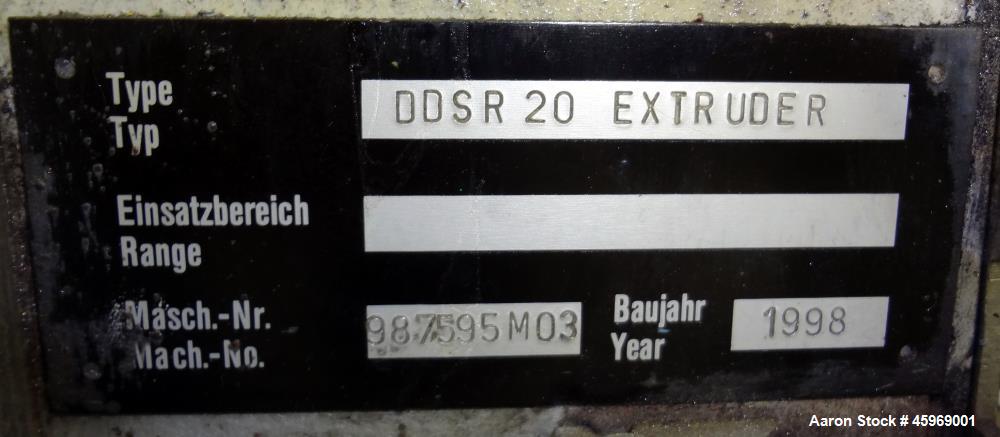 Type
Typ
DDSR 20 EXTRUDER
Einsatzbereich
Range
Masch.-Nr.
Mach.-No.
987595M03
Baujahr
Year
1998
Aaron Stock # 45969001